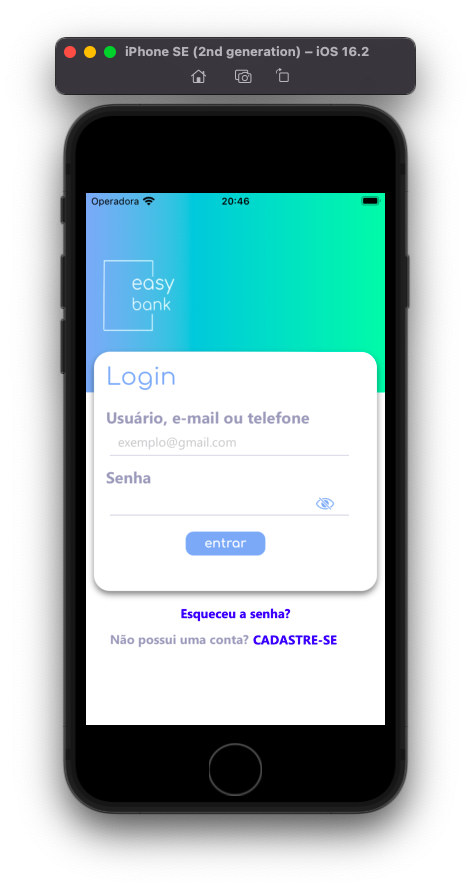 iPhone SE (2nd generation) – iOS 16.2
Operadora 20:46
easy
bank
Login
Usuário, e-mail ou telefone
exemplo@gmail.com
Senha
entrar
Esqueceu a senha?
Não possui uma conta? CADASTRE-SE